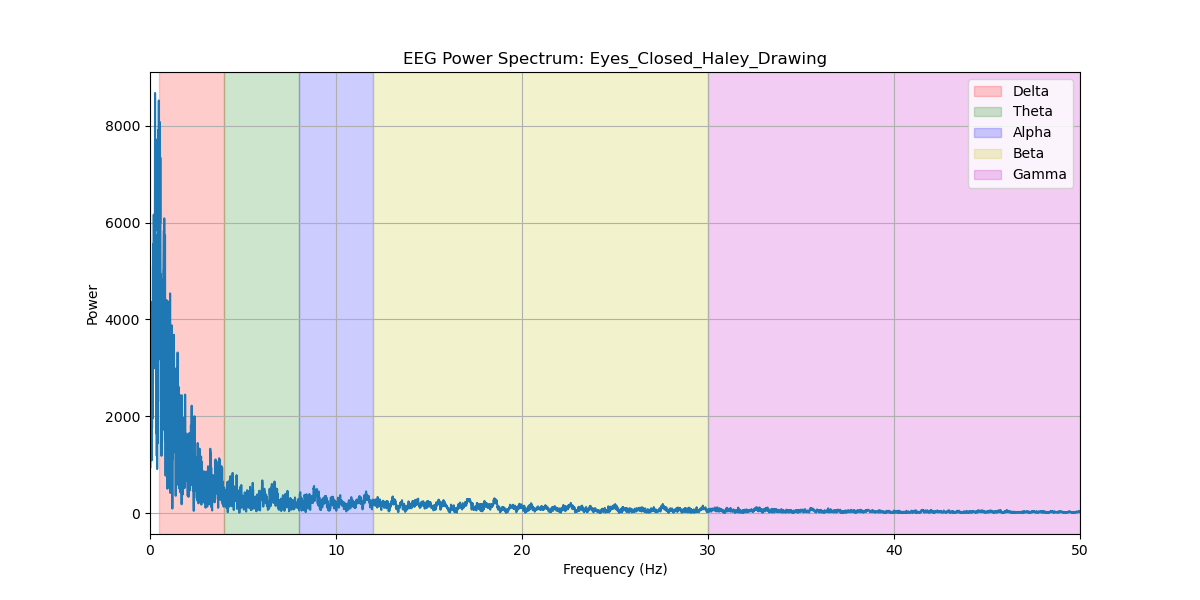 EEG Power Spectrum: Eyes_Closed_Haley_Drawing
Delta
Theta
Alpha
Beta
Gamma
Power
8000
6000
4000
2000
0
0 10 20 30 40 50
Frequency (Hz)